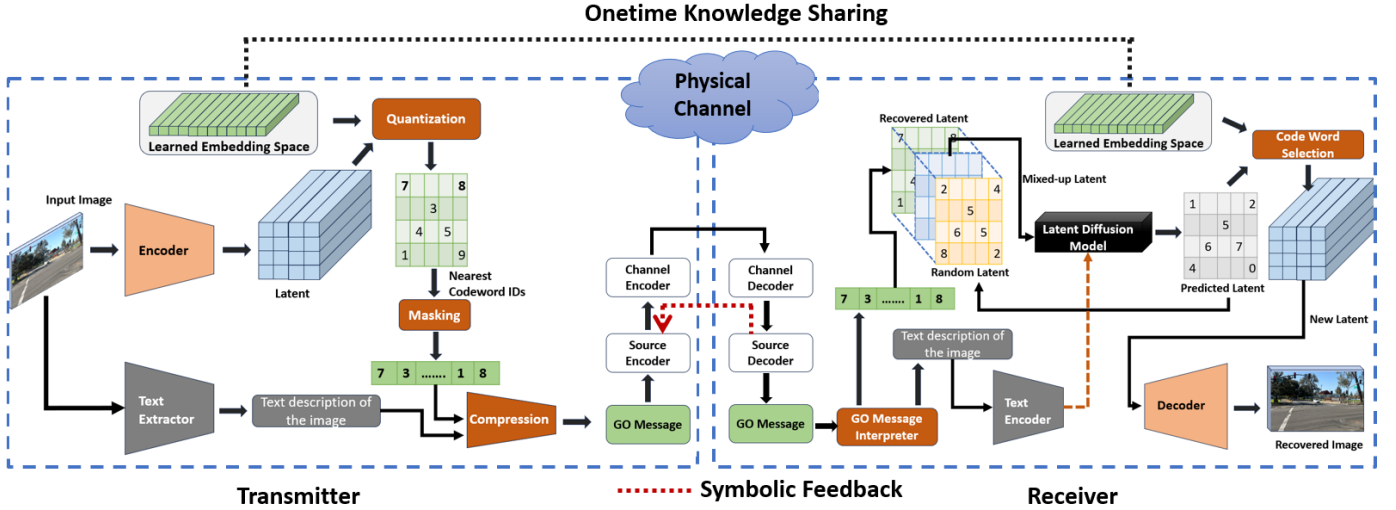 Onetime Knowledge Sharing
Physical
Channel
Learned Embedding Space
Quantization
Input Image
Encoder
Latent
7 8
3
4 5
1 9
Nearest
Codeword IDs
Masking
7 3 ....... 1 8
Text
Extractor
Text description of
the image
Compression
GO Message
Source
Encoder
Channel
Encoder
Channel
Decoder
Source
Decoder
GO Message
GO Message
Interpreter
7 3 ....... 1 8
Text description of
the image
Text
Encoder
Recovered Latent
7 8
4
1
2 4
5
6 5
8 2
Random Latent
Mixed-up Latent
Latent Diffusion
Model
Learned Embedding Space
Code Word
Selection
1 2
5
6 7
4 0
Predicted Latent
New Latent
Decoder
Recovered Image
Transmitter
Symbolic Feedback
Receiver